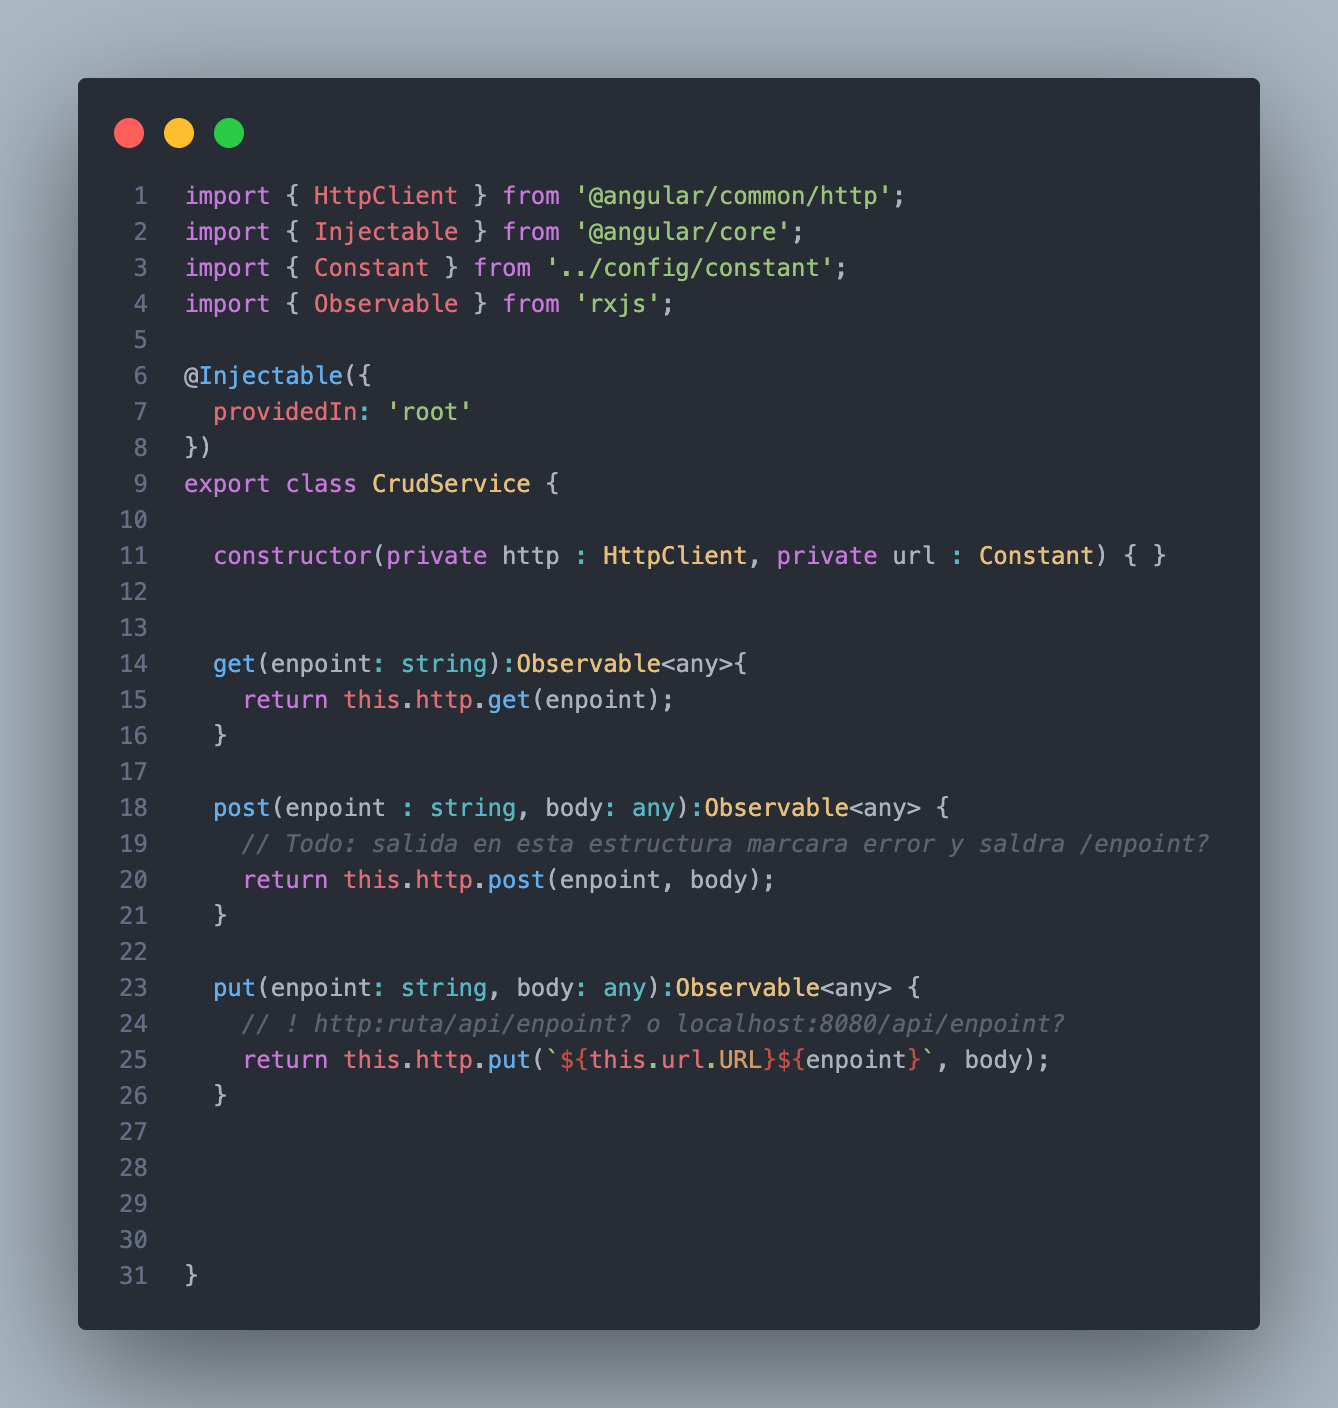 1 import { HttpClient } from '@angular/common/http';
2 import { Injectable } from '@angular/core';
3 import { Constant } from '../config/constant';
4 import { Observable } from 'rxjs';
5
6 @Injectable({
7   providedIn: 'root'
8 })
9 export class CrudService {
10
11   constructor(private http : HttpClient, private url : Constant) { }
12
13
14   get(enpoint: string):Observable<any>{
15     return this.http.get(enpoint);
16   }
17
18   post(enpoint : string, body: any):Observable<any> {
19     // Todo: salida en esta estructura marcara error y saldra /enpoint?
20     return this.http.post(enpoint, body);
21   }
22
23   put(enpoint: string, body: any):Observable<any> {
24     // ! http:ruta/api/enpoint? o localhost:8080/api/enpoint?
25     return this.http.put(`${this.url.URL}${enpoint}`, body);
26   }
27
28
29
30
31 }